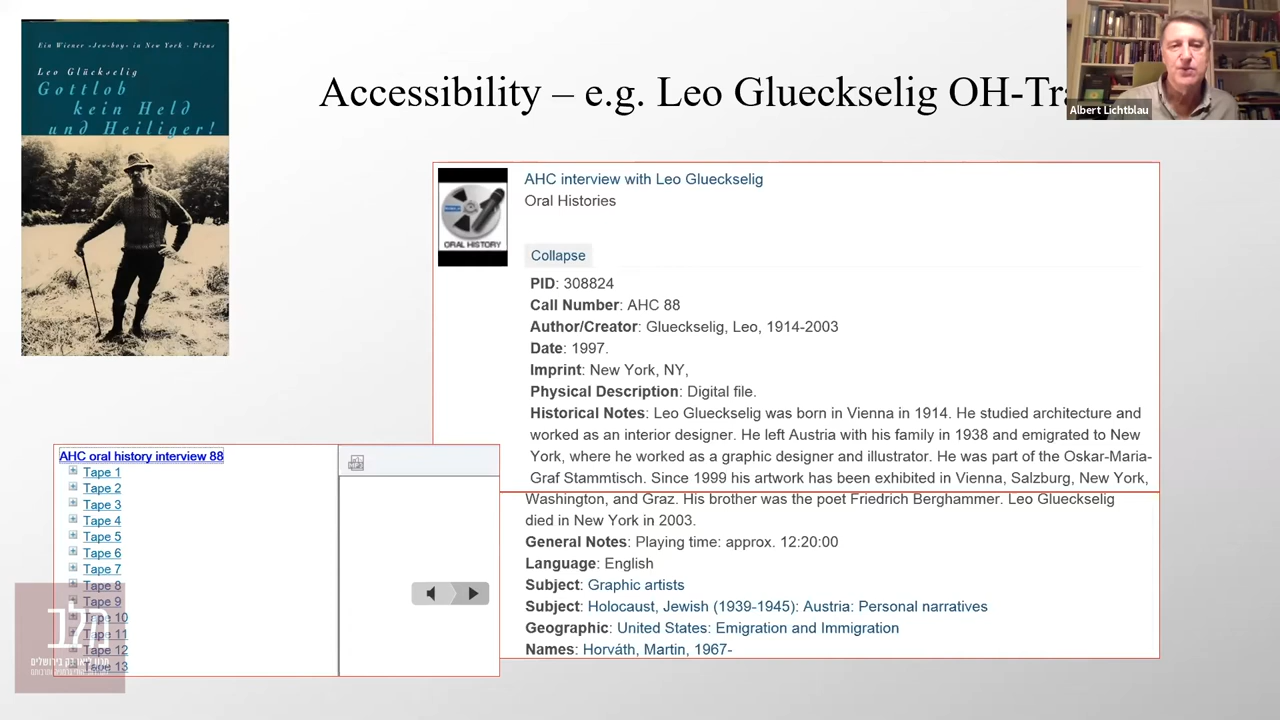 Ein Wiener »Jew-boy« in New York - Picus
Leo Glückselig
Gottlob
kein Held
und Heiliger!
Accessibility – e.g. Leo Glueckselig OH-Tra
Albert Lichtblau
ORAL HISTORY
AHC interview with Leo Glueckselig
Oral Histories
Collapse
PID: 308824
Call Number: AHC 88
Author/Creator: Glueckselig, Leo, 1914-2003
Date: 1997.
Imprint: New York, NY,
Physical Description: Digital file.
Historical Notes: Leo Glueckselig was born in Vienna in 1914. He studied architecture and
worked as an interior designer. He left Austria with his family in 1938 and emigrated to New
York, where he worked as a graphic designer and illustrator. He was part of the Oskar-Maria-
Graf Stammtisch. Since 1999 his artwork has been exhibited in Vienna, Salzburg, New York,
Washington, and Graz. His brother was the poet Friedrich Berghammer. Leo Glueckselig
died in New York in 2003.
General Notes: Playing time: approx. 12:20:00
Language: English
Subject: Graphic artists
Subject: Holocaust, Jewish (1939-1945): Austria: Personal narratives
Geographic: United States: Emigration and Immigration
Names: Horváth, Martin, 1967-
AHC oral history interview 88
Tape 1
Tape 2
Tape 3
Tape 4
Tape 5
Tape 6
Tape 7
Tape 8
Tape 9
Tape 10
Tape 11
Tape 12
Tape 13
מכון ליאו בק בירושלים